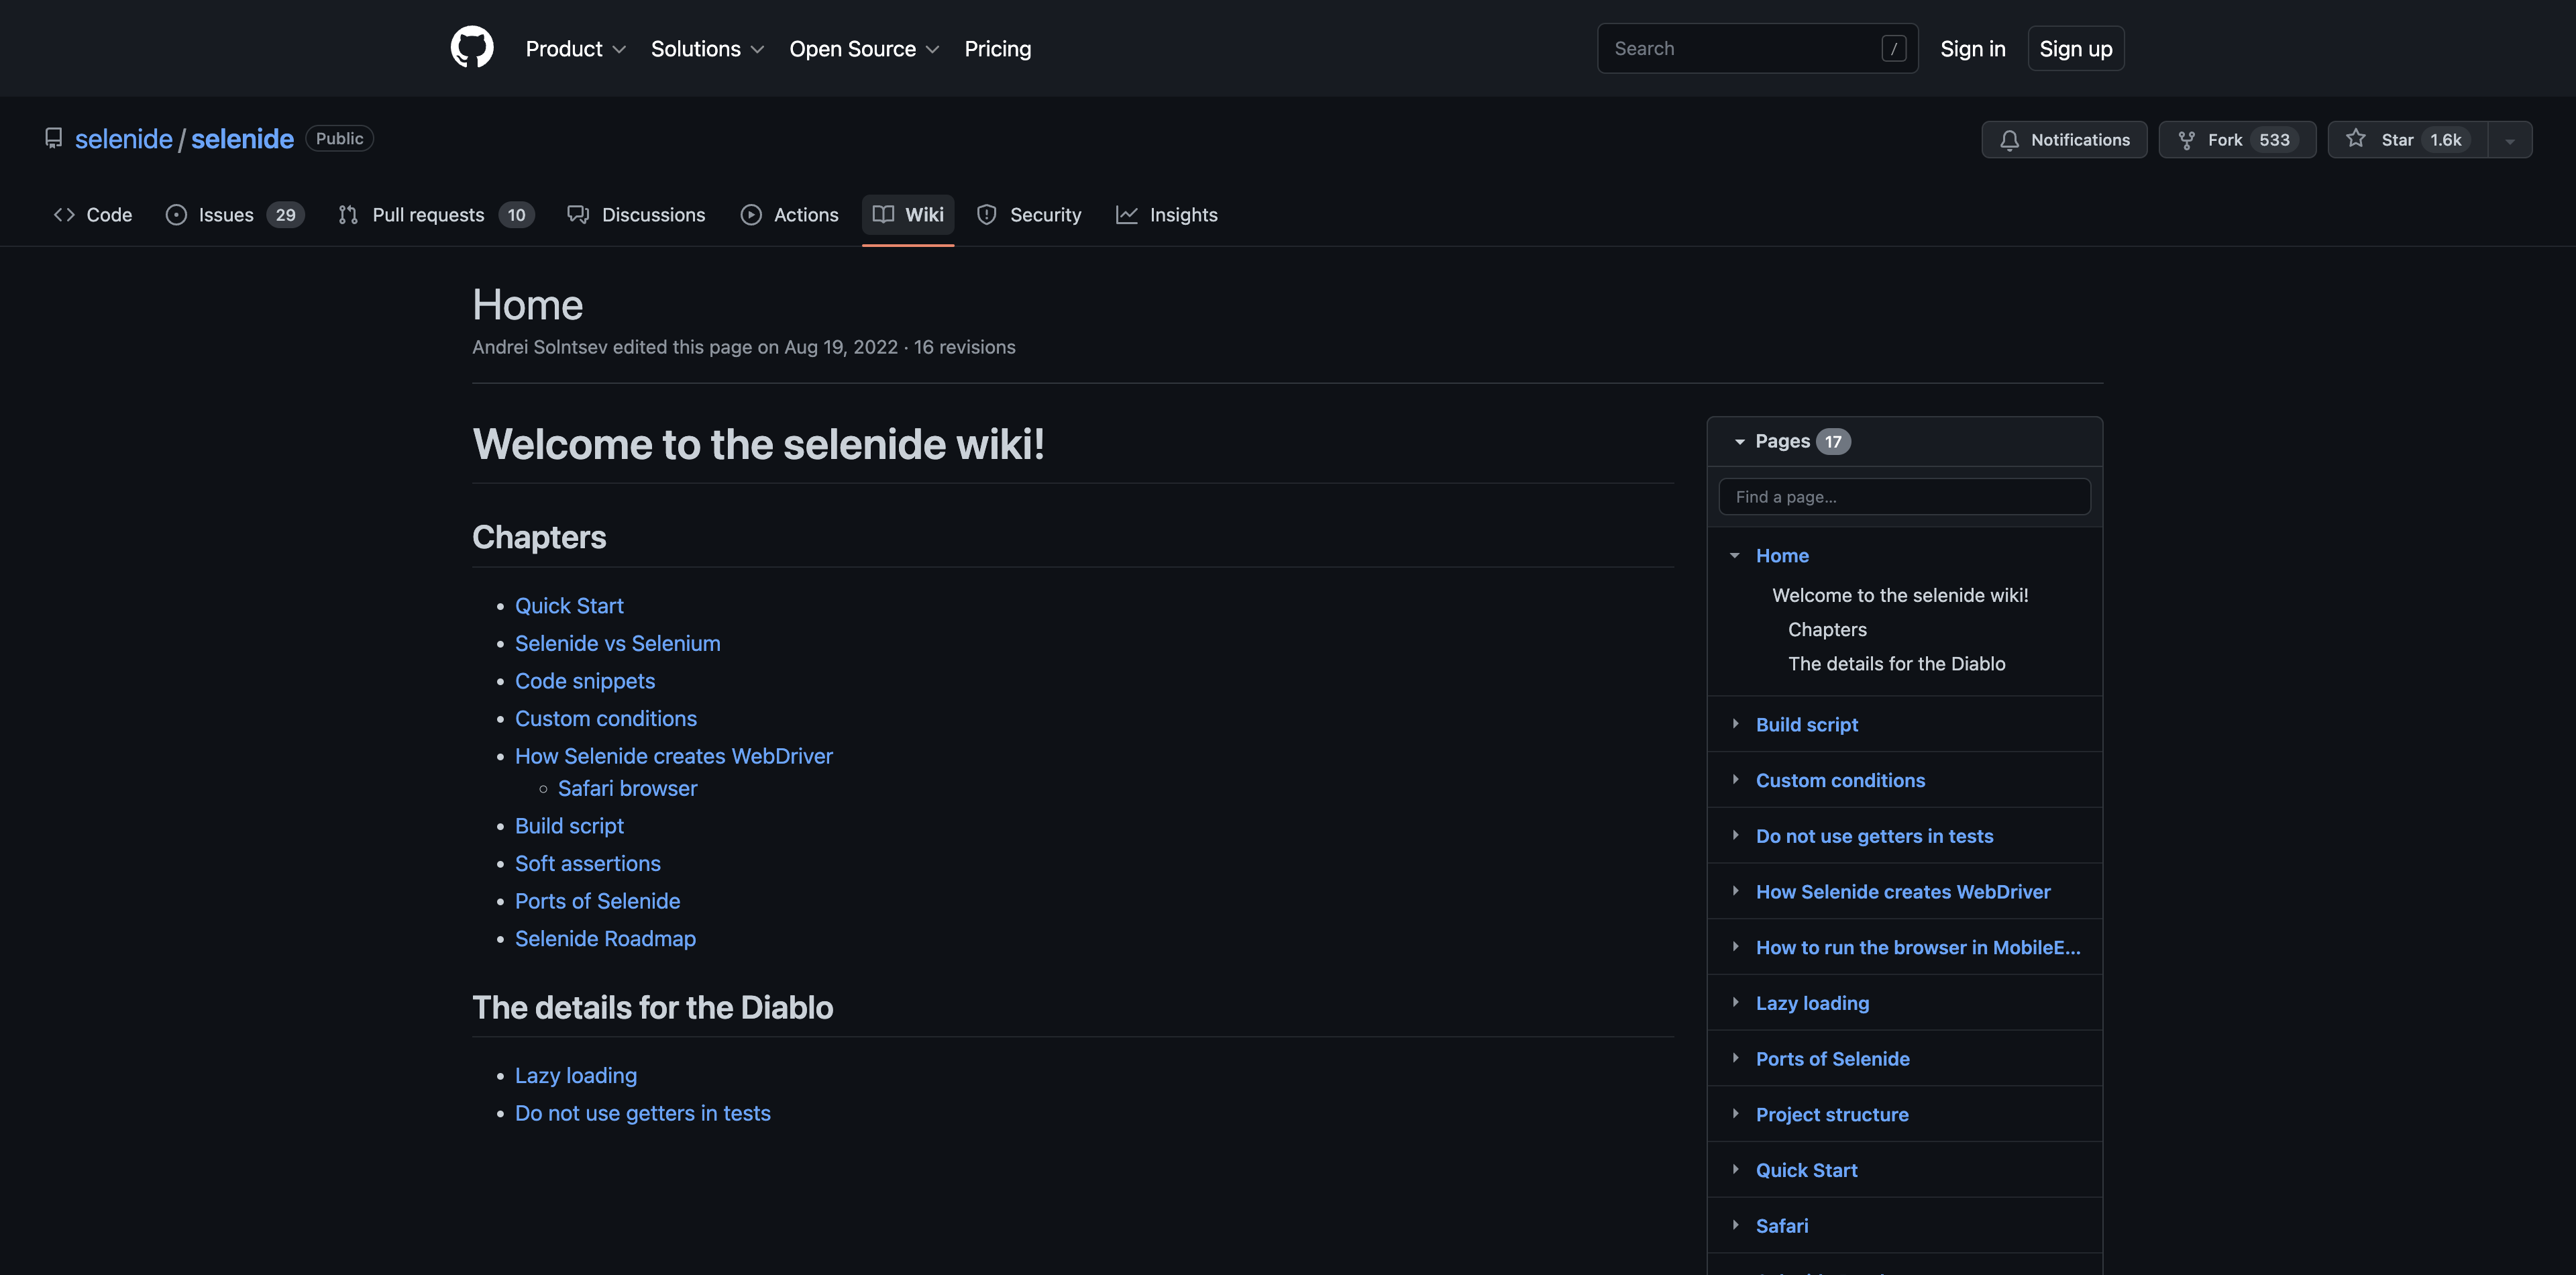 Product Solutions Open Source Pricing Search / Sign in Sign up
selenide / selenide Public Notifications Fork 533 Star 1.6k
Code Issues 29 Pull requests 10 Discussions Actions Wiki Security Insights
Home
Andrei Solntsev edited this page on Aug 19, 2022 · 16 revisions
Welcome to the selenide wiki!
Chapters
Quick Start
Selenide vs Selenium
Code snippets
Custom conditions
How Selenide creates WebDriver
Safari browser
Build script
Soft assertions
Ports of Selenide
Selenide Roadmap
The details for the Diablo
Lazy loading
Do not use getters in tests
Pages 17
Find a page...
Home
Welcome to the selenide wiki!
Chapters
The details for the Diablo
Build script
Custom conditions
Do not use getters in tests
How Selenide creates WebDriver
How to run the browser in MobileE...
Lazy loading
Ports of Selenide
Project structure
Quick Start
Safari